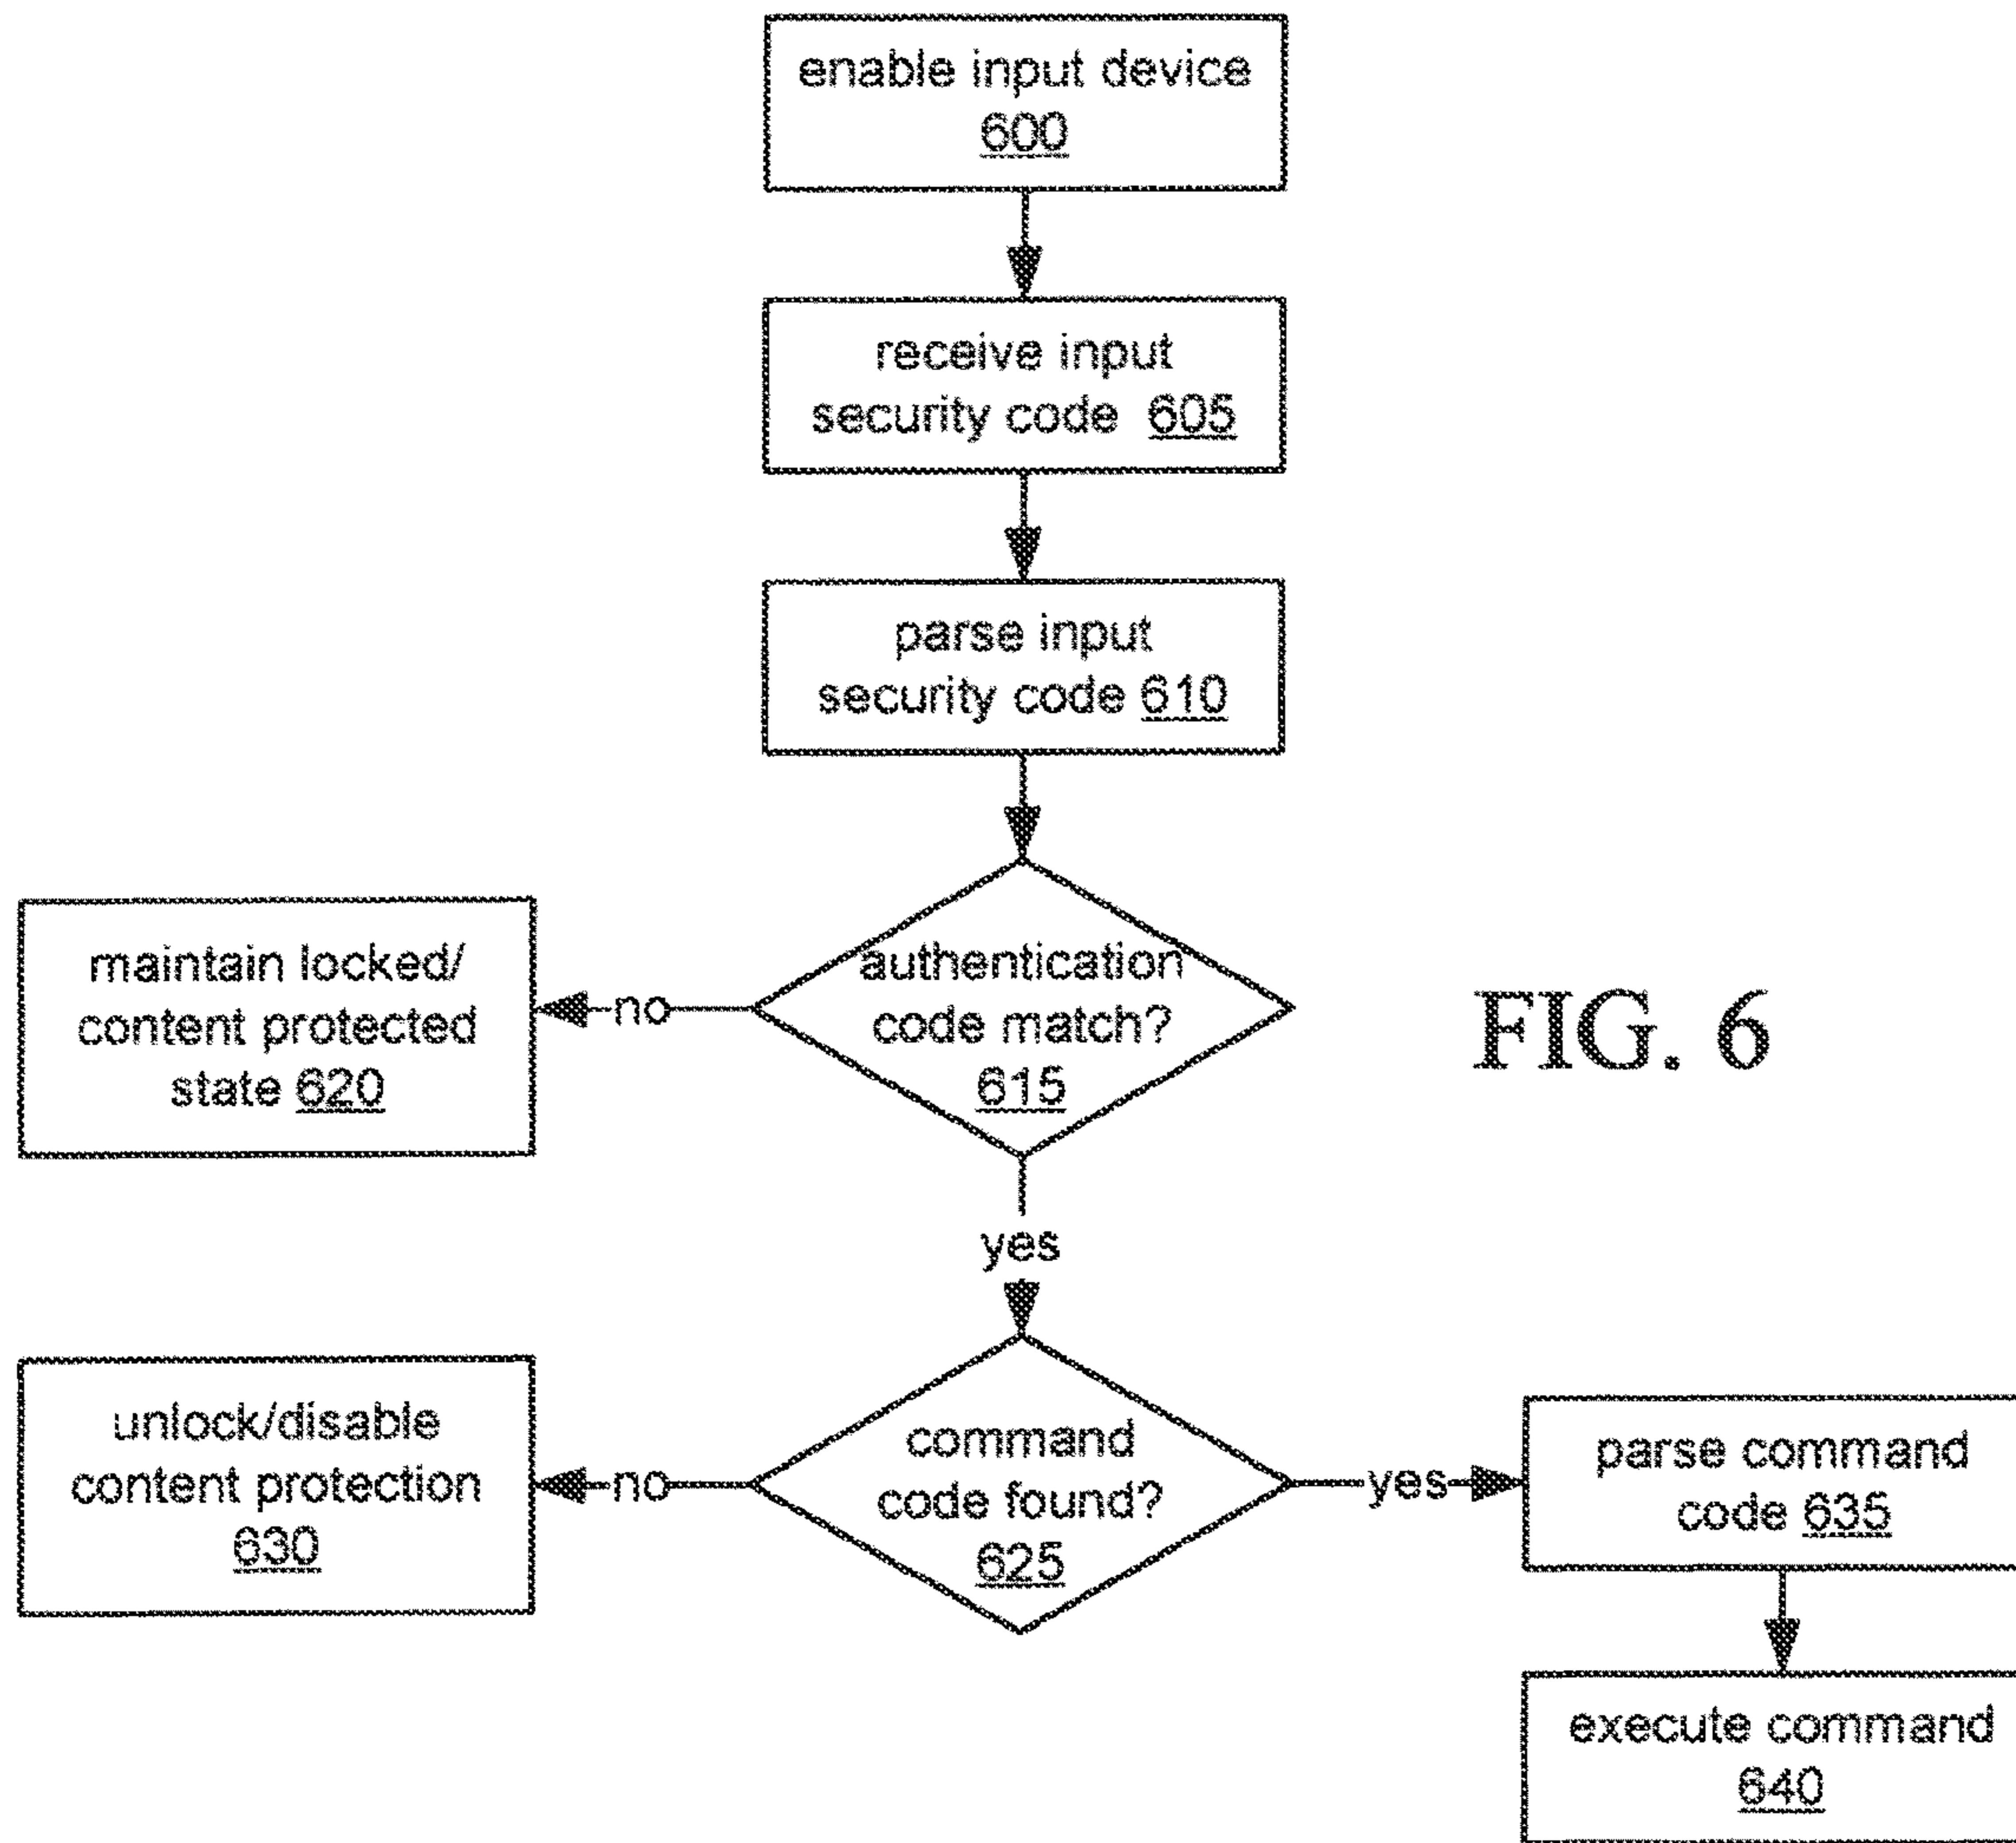 enable input device
600
receive input
security code 605
parse input
security code 610
authentication
code match?
615
no
maintain locked/
content protected
state 620
FIG. 6
yes
command
code found?
625
no
unlock/disable
content protection
630
yes
parse command
code 635
execute command
640